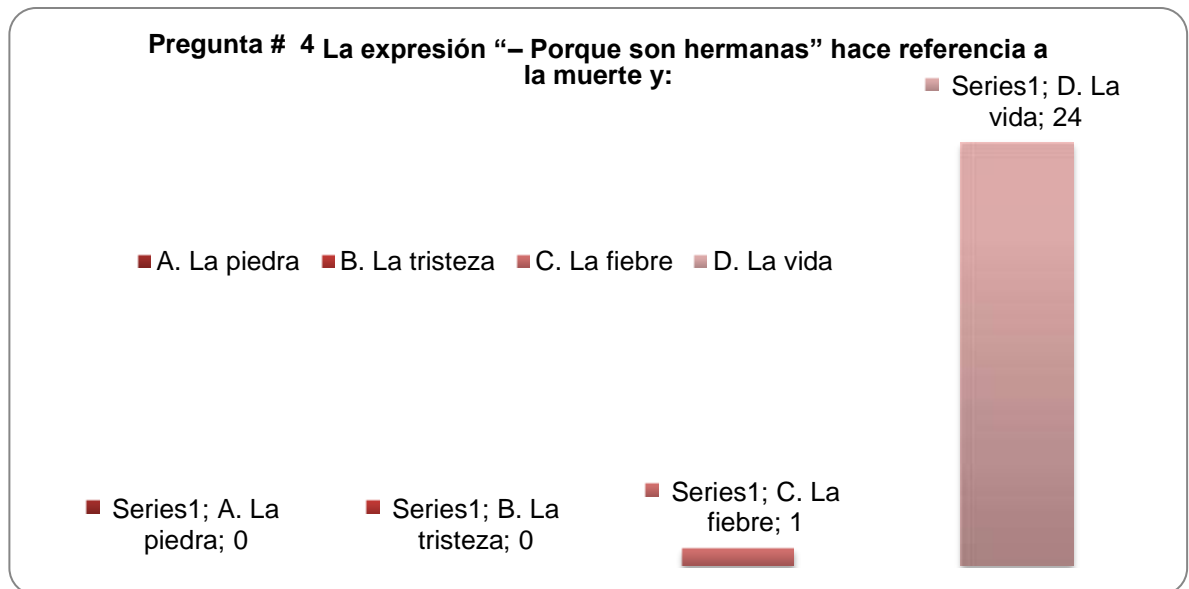 Pregunta # 4 La expresión “– Porque son hermanas” hace referencia a
la muerte y:
Series1; D. La
vida; 24
A. La piedra B. La tristeza C. La fiebre D. La vida
Series1; A. La
piedra; 0
Series1; B. La
tristeza; 0
Series1; C. La
fiebre; 1